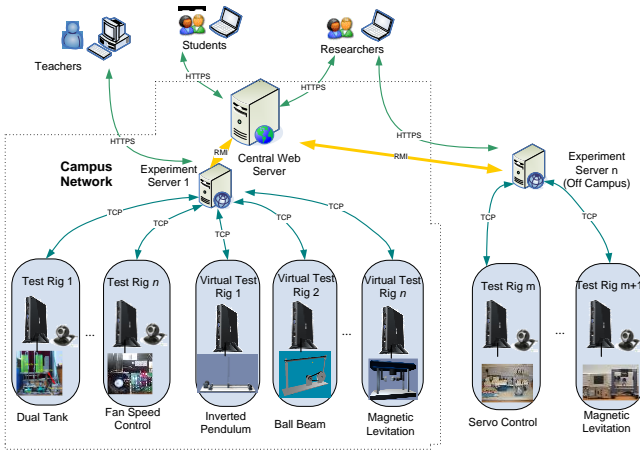 Teachers
Students
Researchers
HTTPS
HTTPS
HTTPS
HTTPS
Campus
Network
Experiment
Server 1
RMI
Central Web
Server
RMI
Experiment
Server n
(Off Campus)
TCP
TCP
TCP
TCP
TCP
TCP
TCP
Test Rig 1
...
Test Rig n
Virtual Test
Rig 1
Virtual Test
Rig 2
...
Virtual Test
Rig n
Test Rig m
...
Test Rig m+1
Dual Tank
Fan Speed
Control
Inverted
Pendulum
Ball Beam
Magnetic
Levitation
Servo Control
Magnetic
Levitation